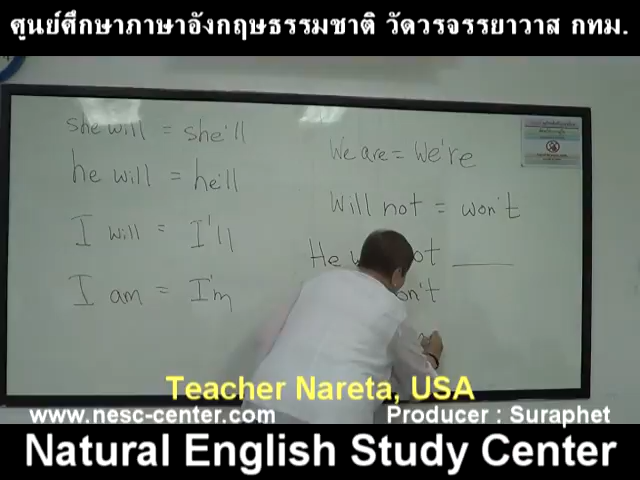 ศูนย์ศึกษาภาษาอังกฤษธรรมชาติ วัดวรจรรยาวาส กทม.
she will = she'll
he will = he'll
I will = I'll
I am = I'm
We are = We're
Will not = won't
He
Teacher Nareta, USA
www.nesc-center.com
Producer : Suraphet
Natural English Study Center